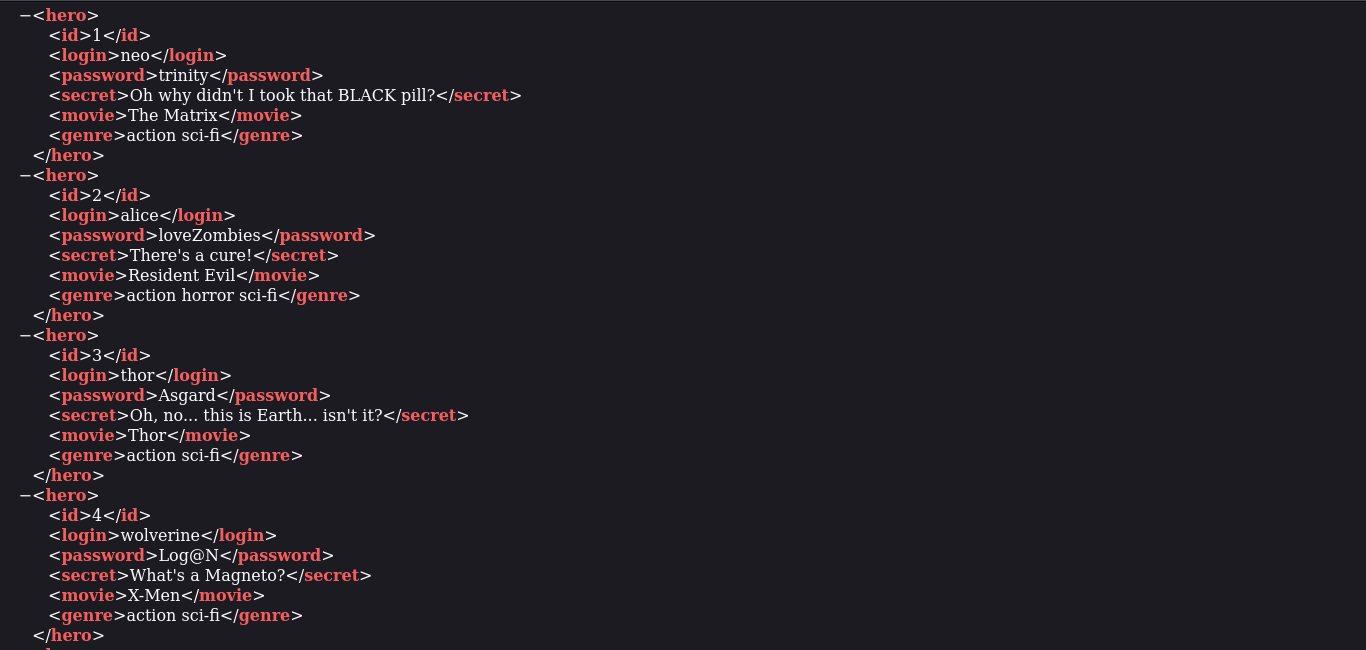 −<hero>
<id>1</id>
<login>neo</login>
<password>trinity</password>
<secret>Oh why didn't I took that BLACK pill?</secret>
<movie>The Matrix</movie>
<genre>action sci-fi</genre>
</hero>
−<hero>
<id>2</id>
<login>alice</login>
<password>loveZombies</password>
<secret>There's a cure!</secret>
<movie>Resident Evil</movie>
<genre>action horror sci-fi</genre>
</hero>
−<hero>
<id>3</id>
<login>thor</login>
<password>Asgard</password>
<secret>Oh, no... this is Earth... isn't it?</secret>
<movie>Thor</movie>
<genre>action sci-fi</genre>
</hero>
−<hero>
<id>4</id>
<login>wolverine</login>
<password>Log@N</password>
<secret>What's a Magneto?</secret>
<movie>X-Men</movie>
<genre>action sci-fi</genre>
</hero>